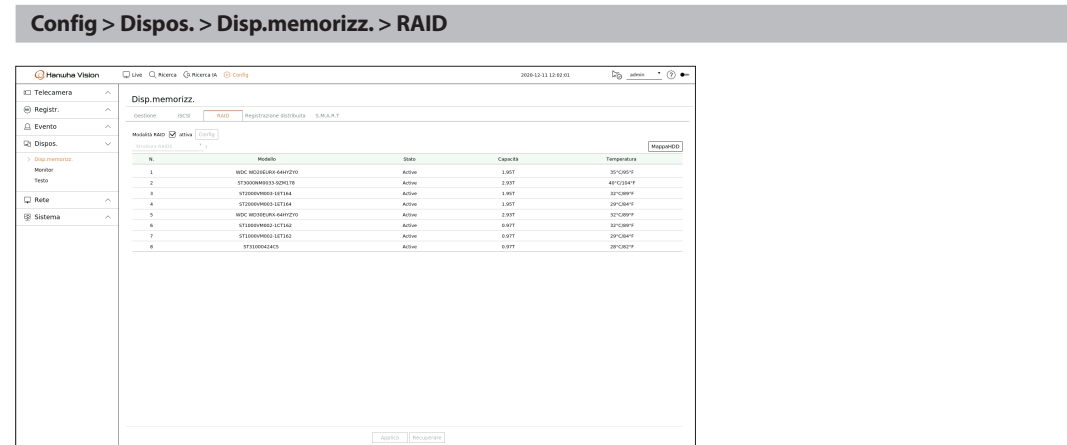 Config > Dispos. > Disp.memorizz. > RAID
Hanwha Vision Live Ricerca Ricerca IA Config 2020-12-11 12:02:01 admin
Telecamera
Registr.
Evento
Dispos.
> Disp.memorizz.
Monitor
Testo
Rete
Sistema
Disp.memorizz.
Gestione iSCSI RAID Registrazione distribuita S.M.A.R.T
Modalità RAID attiva Config
Struttura RAID5 MappaHDD
N. Modello Stato Capacità Temperatura
1 WDC WD20EURX-64HYZY0 Active 1.95T 35°C/95°F
2 ST3000NM0033-9ZM178 Active 2.93T 40°C/104°F
3 ST2000VM003-1ET164 Active 1.95T 32°C/89°F
4 ST2000VM003-1ET164 Active 1.95T 29°C/84°F
5 WDC WD30EURX-64HYZY0 Active 2.93T 32°C/89°F
6 ST1000VM002-1CT162 Active 0.97T 32°C/89°F
7 ST1000VM002-1ET162 Active 0.97T 29°C/84°F
8 ST31000424CS Active 0.97T 28°C/82°F
Applica Recuperare